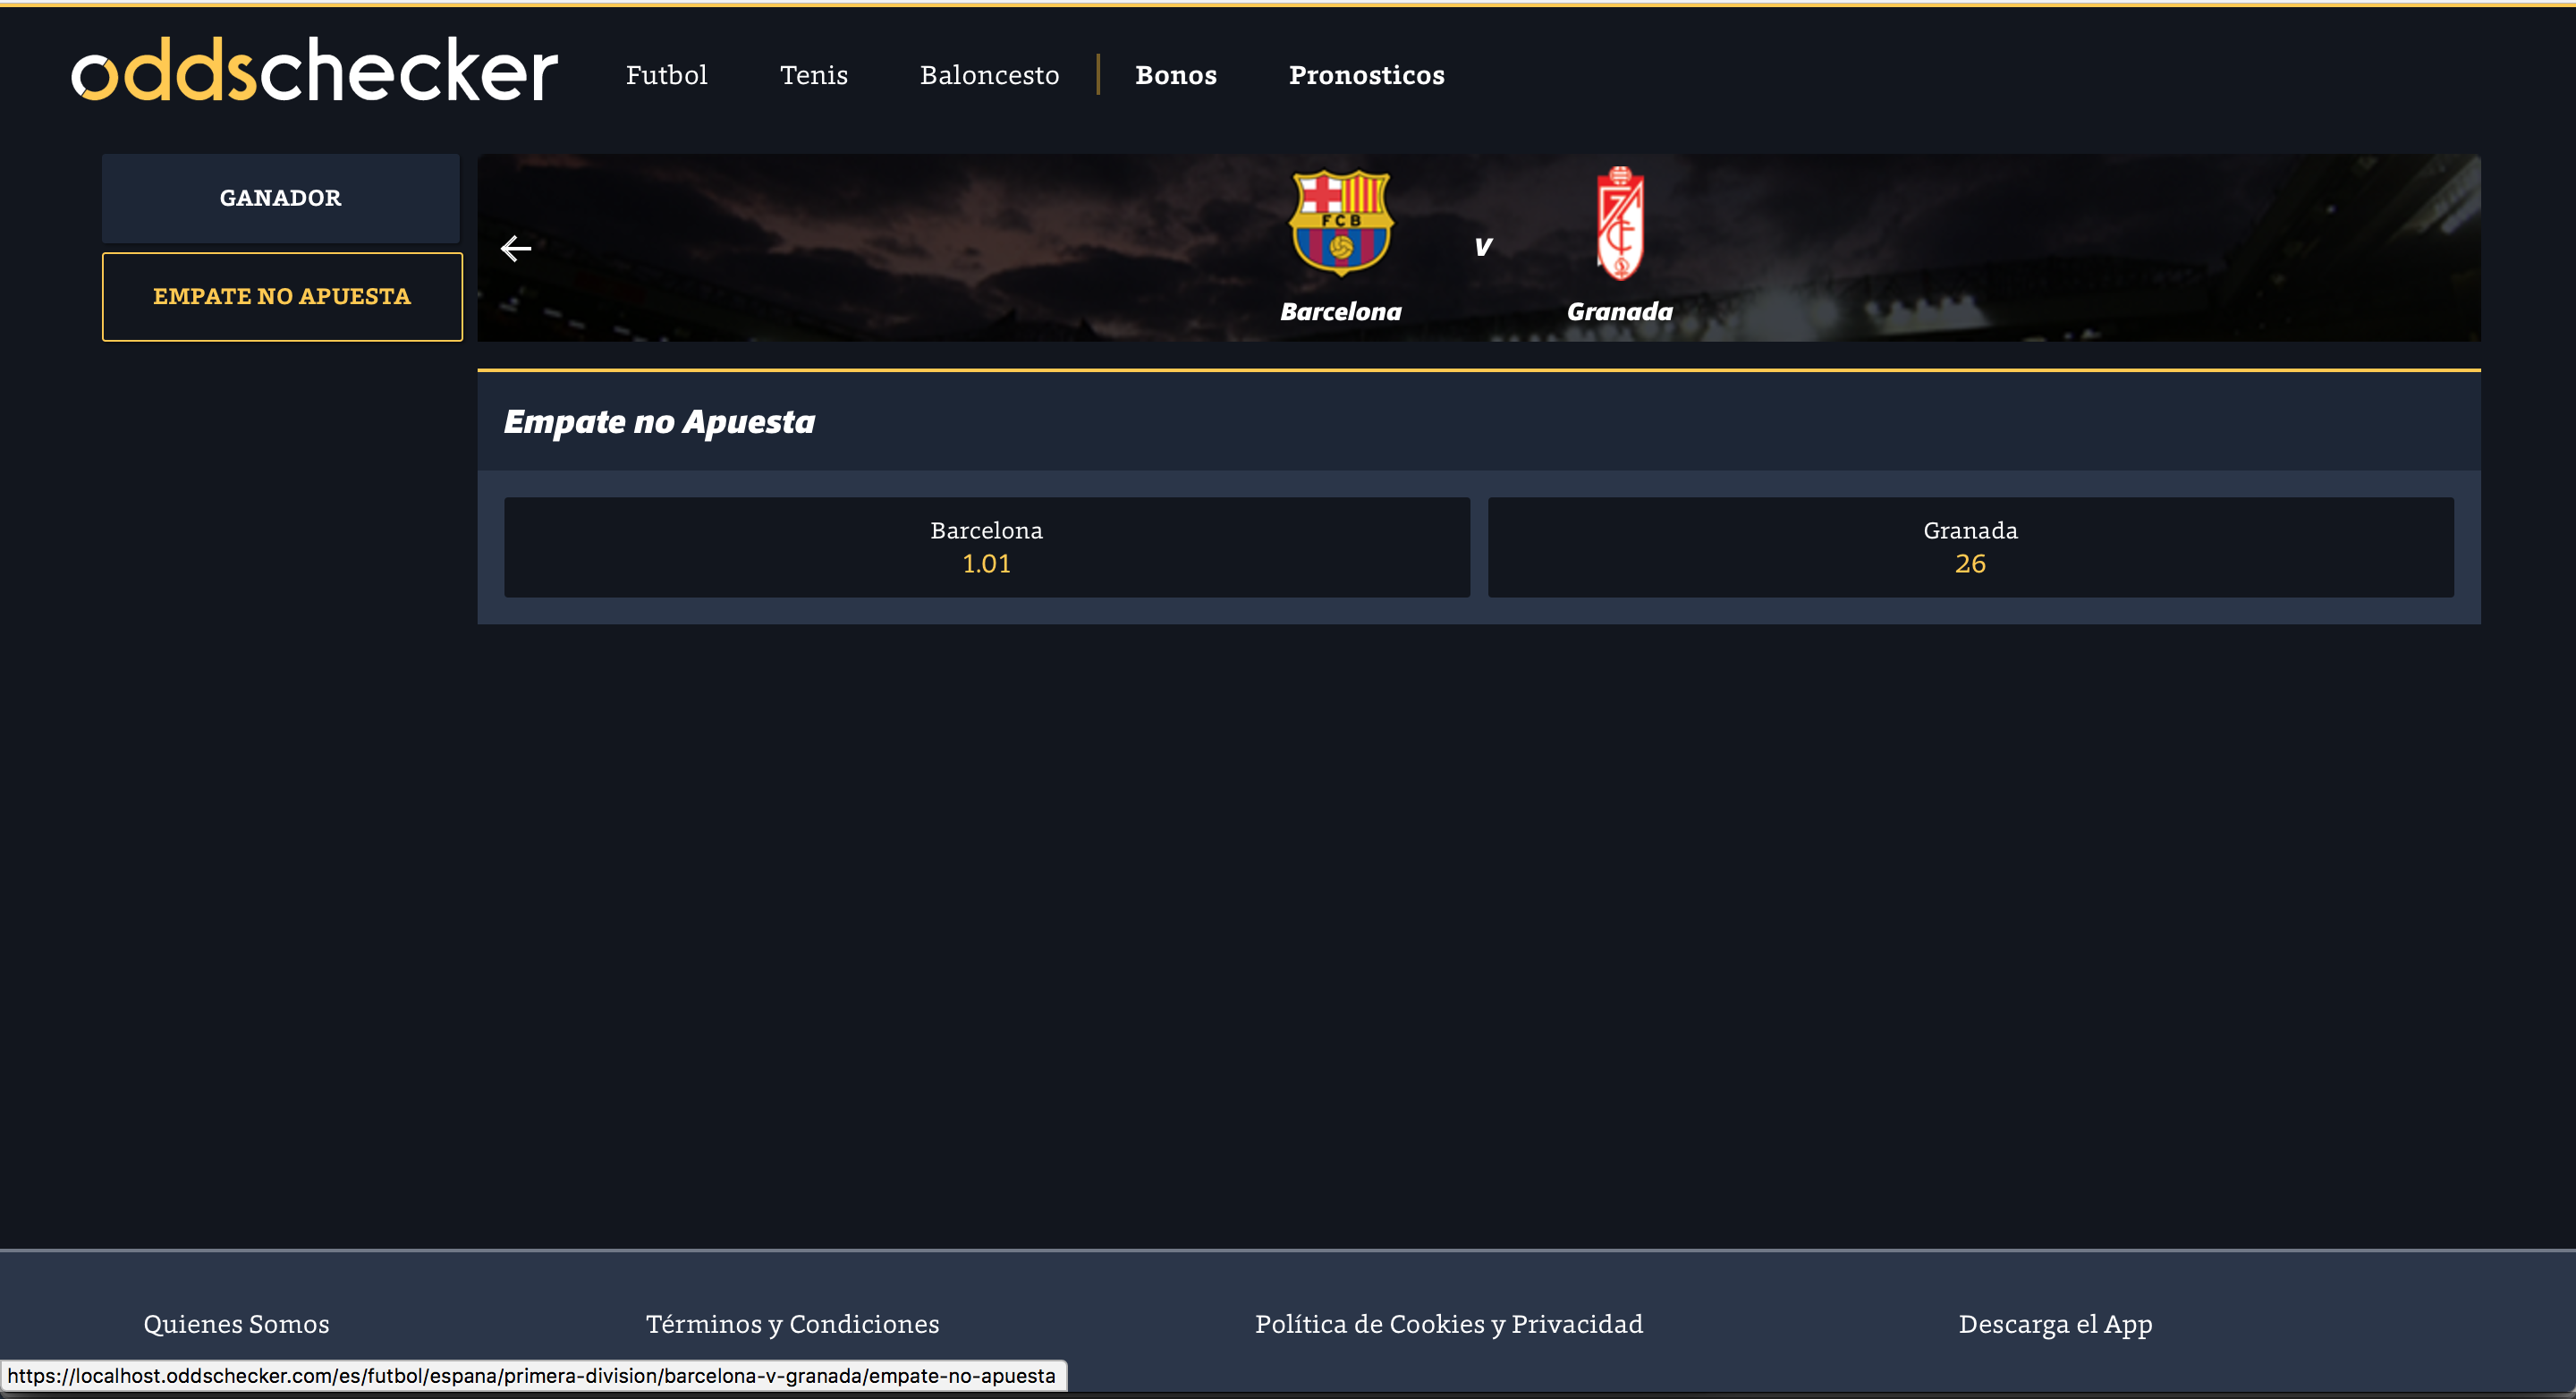 oddschecker Futbol Tenis Baloncesto Bonos Pronosticos
GANADOR
EMPATE NO APUESTA
FCB
v
Barcelona Granada
Empate no Apuesta
Barcelona Granada
1.01 26
Quienes Somos Términos y Condiciones Política de Cookies y Privacidad Descarga el App
https://localhost.oddschecker.com/es/futbol/espana/primera-division/barcelona-v-granada/empate-no-apuesta